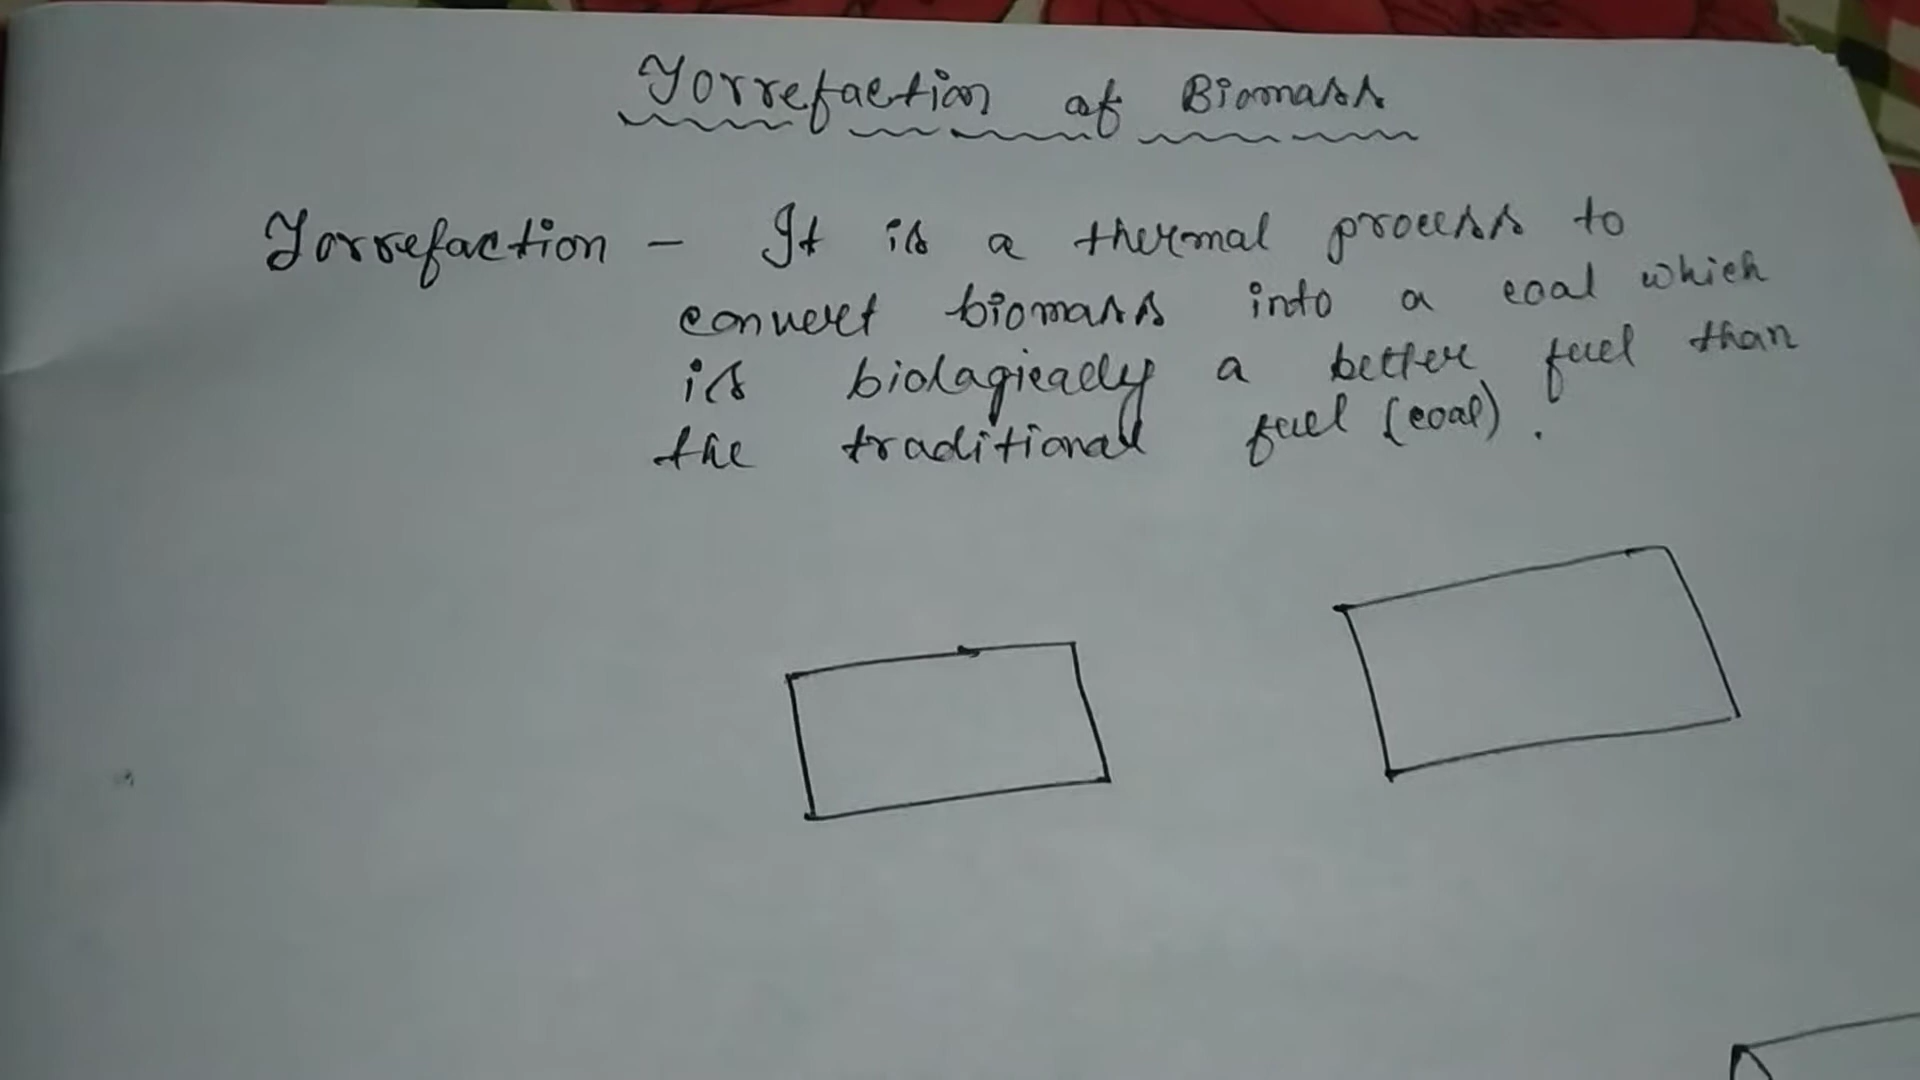 Torrefaction of Biomass
Torrefaction - It is a thermal process to
convert biomass into a coal which
is biologically a better fuel than
the traditional fuel (coal).